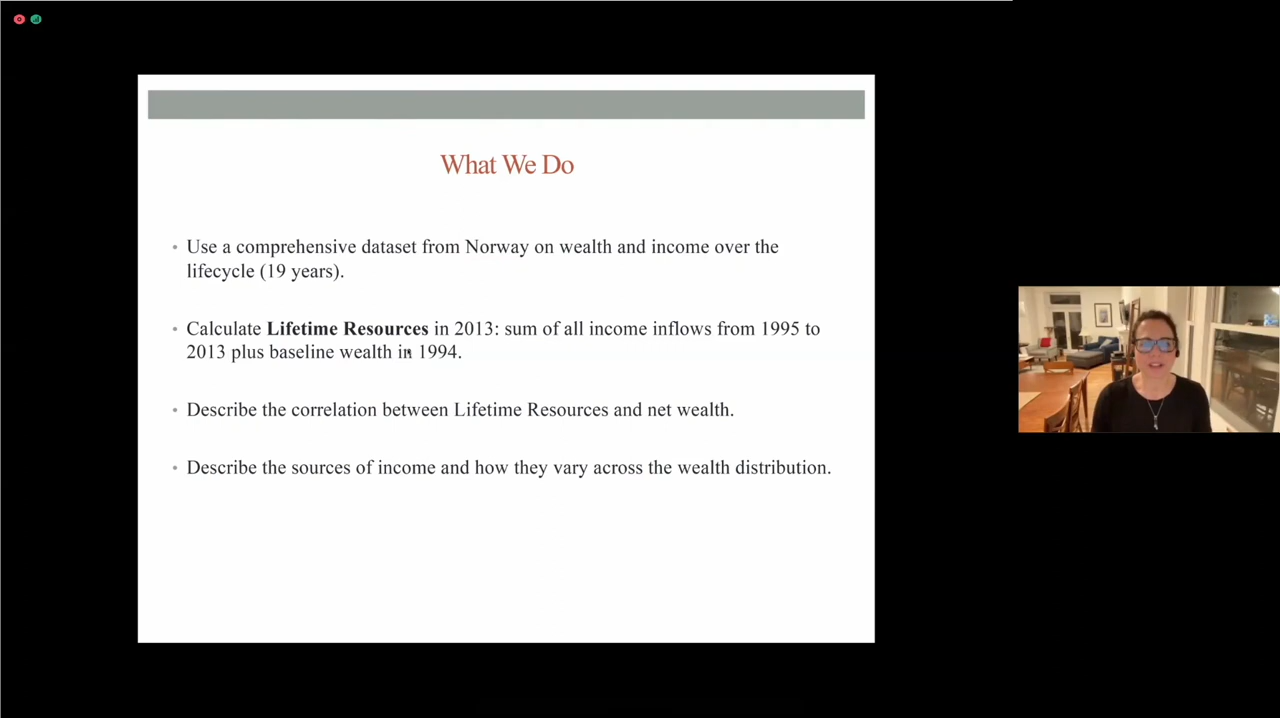 What We Do
• Use a comprehensive dataset from Norway on wealth and income over the
lifecycle (19 years).
• Calculate Lifetime Resources in 2013: sum of all income inflows from 1995 to
2013 plus baseline wealth in 1994.
• Describe the correlation between Lifetime Resources and net wealth.
• Describe the sources of income and how they vary across the wealth distribution.